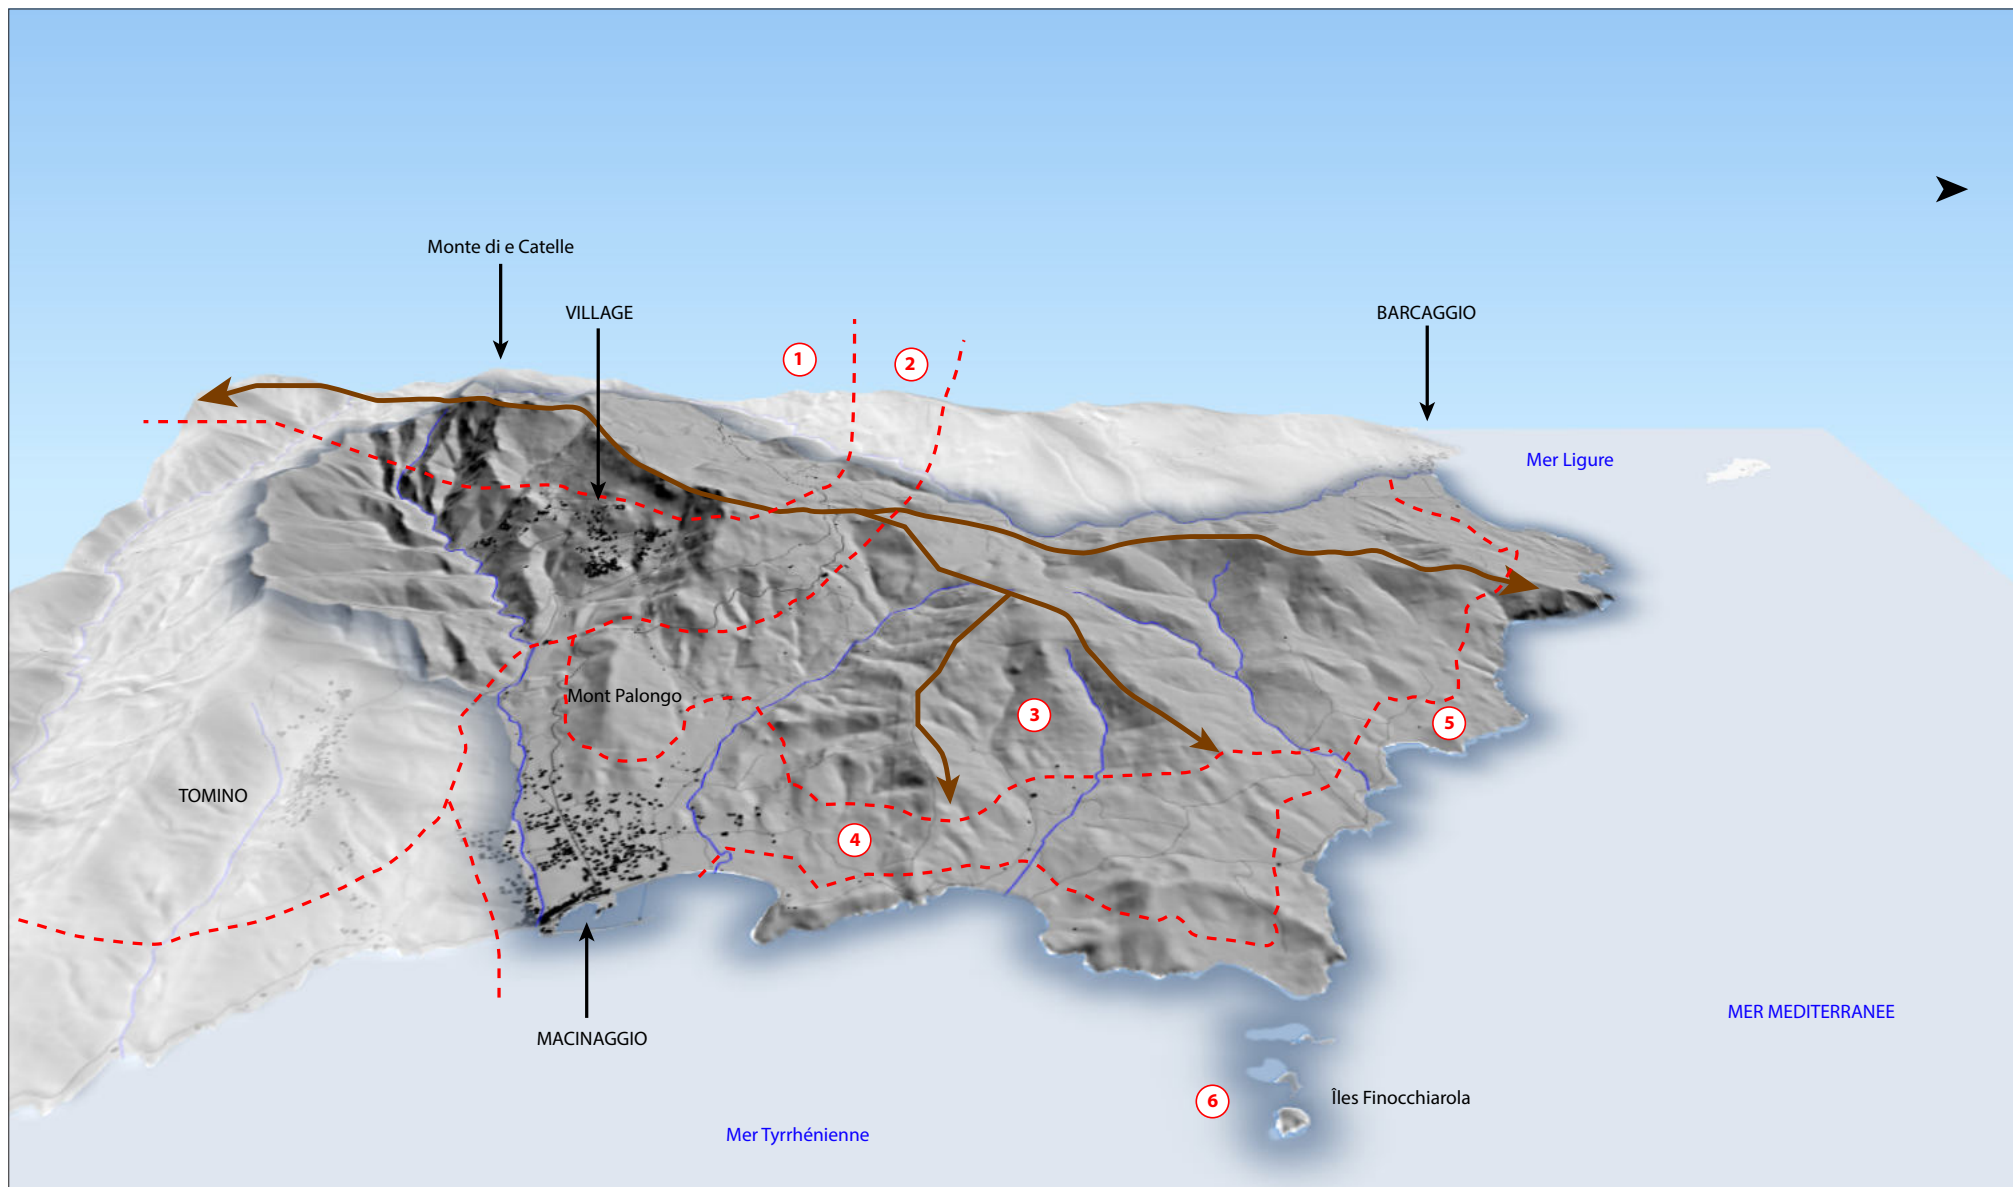 Monte di e Catelle
VILLAGE
BARCAGGIO
1
2
Mer Ligure
Mont Palongo
3
5
TOMINO
4
MER MEDITERRANEE
MACINAGGIO
6
Îles Finocchiarola
Mer Tyrrhénienne